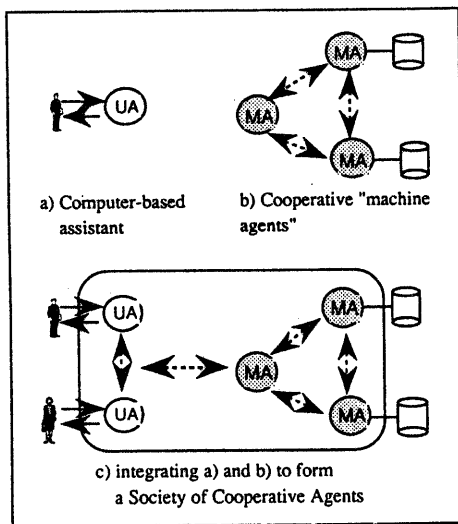 MA
UA
MA
MA
a) Computer-based
assistant
b) Cooperative "machine
agents"
UA
MA
MA
UA
MA
c) integrating a) and b) to form
a Society of Cooperative Agents